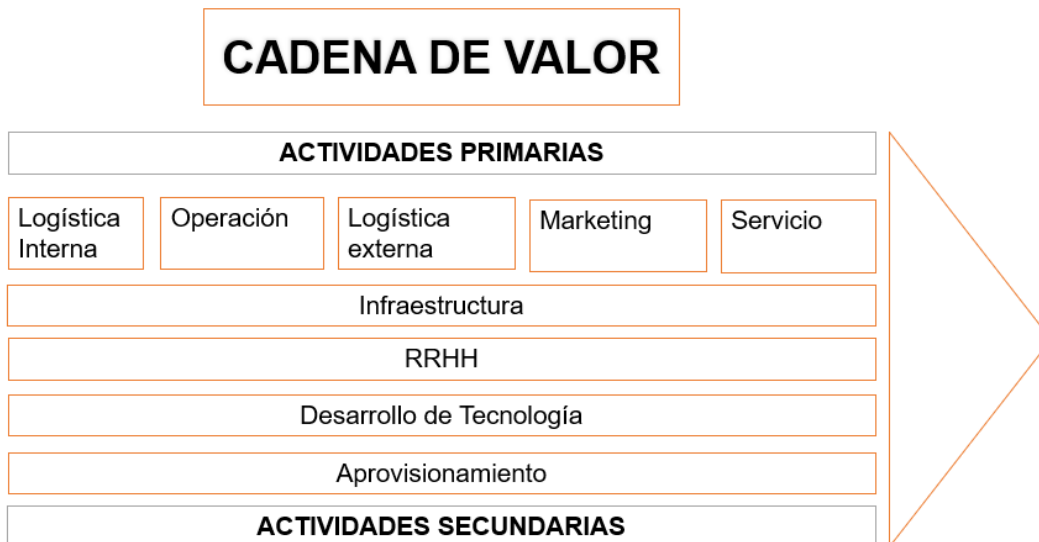 CADENA DE VALOR
ACTIVIDADES PRIMARIAS
Logística
Interna
Operación
Logística
externa
Marketing
Servicio
Infraestructura
RRHH
Desarrollo de Tecnología
Aprovisionamiento
ACTIVIDADES SECUNDARIAS